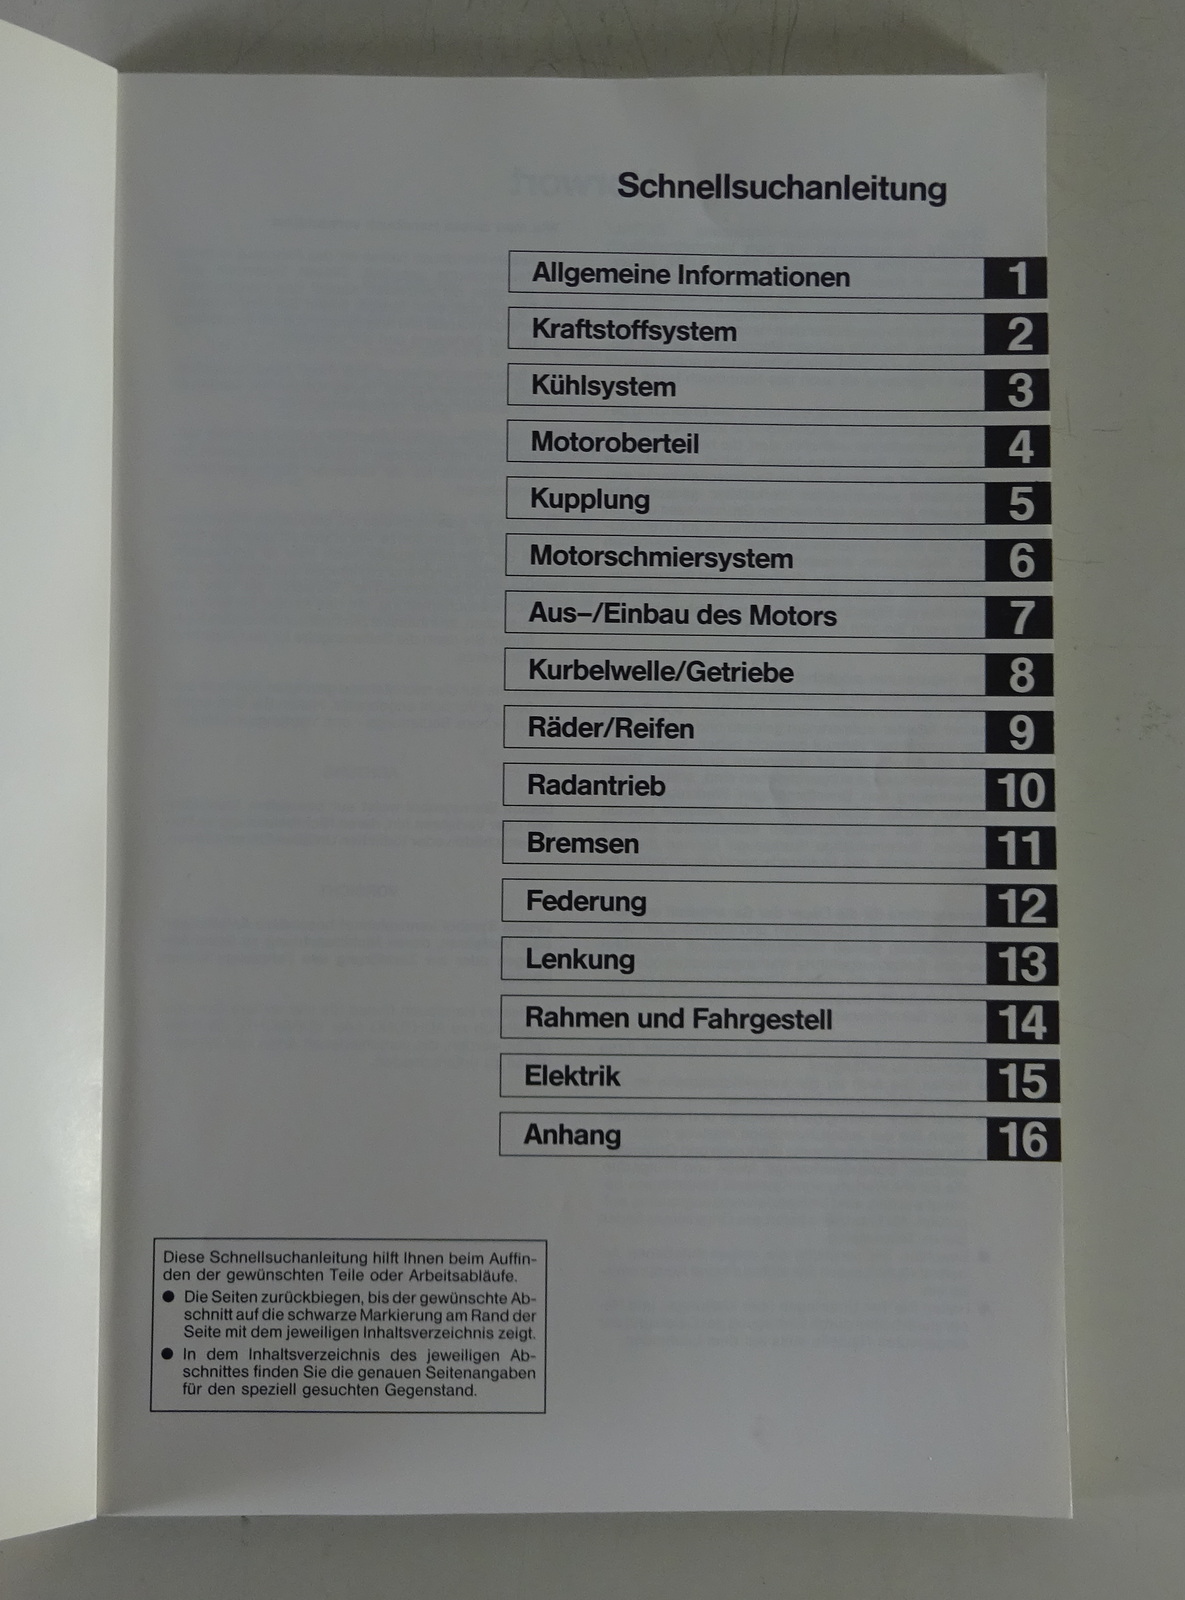 Schnellsuchanleitung
Allgemeine Informationen 1
Kraftstoffsystem 2
Kühlsystem 3
Motoroberteil 4
Kupplung 5
Motorschmiersystem 6
Aus–/Einbau des Motors 7
Kurbelwelle/Getriebe 8
Räder/Reifen 9
Radantrieb 10
Bremsen 11
Federung 12
Lenkung 13
Rahmen und Fahrgestell 14
Elektrik 15
Anhang 16
Diese Schnellsuchanleitung hilft Ihnen beim Auffin-
den der gewünschten Teile oder Arbeitsabläufe.
● Die Seiten zurückbiegen, bis der gewünschte Ab-
schnitt auf die schwarze Markierung am Rand der
Seite mit dem jeweiligen Inhaltsverzeichnis zeigt.
● In dem Inhaltsverzeichnis des jeweiligen Ab-
schnittes finden Sie die genauen Seitenangaben
für den speziell gesuchten Gegenstand.